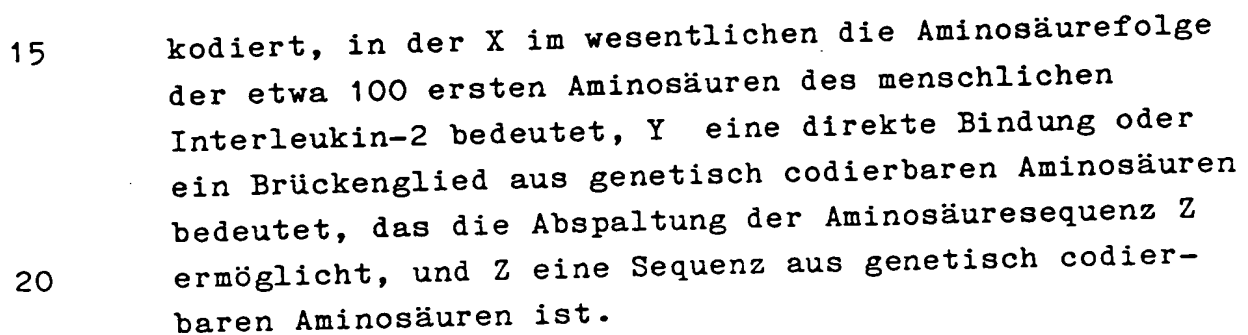 15 kodiert, in der X im wesentlichen die Aminosäurefolge
der etwa 100 ersten Aminosäuren des menschlichen
Interleukin-2 bedeutet, Y eine direkte Bindung oder
ein Brückenglied aus genetisch codierbaren Aminosäuren
bedeutet, das die Abspaltung der Aminosäuresequenz Z
20 ermöglicht, und Z eine Sequenz aus genetisch codier-
baren Aminosäuren ist.